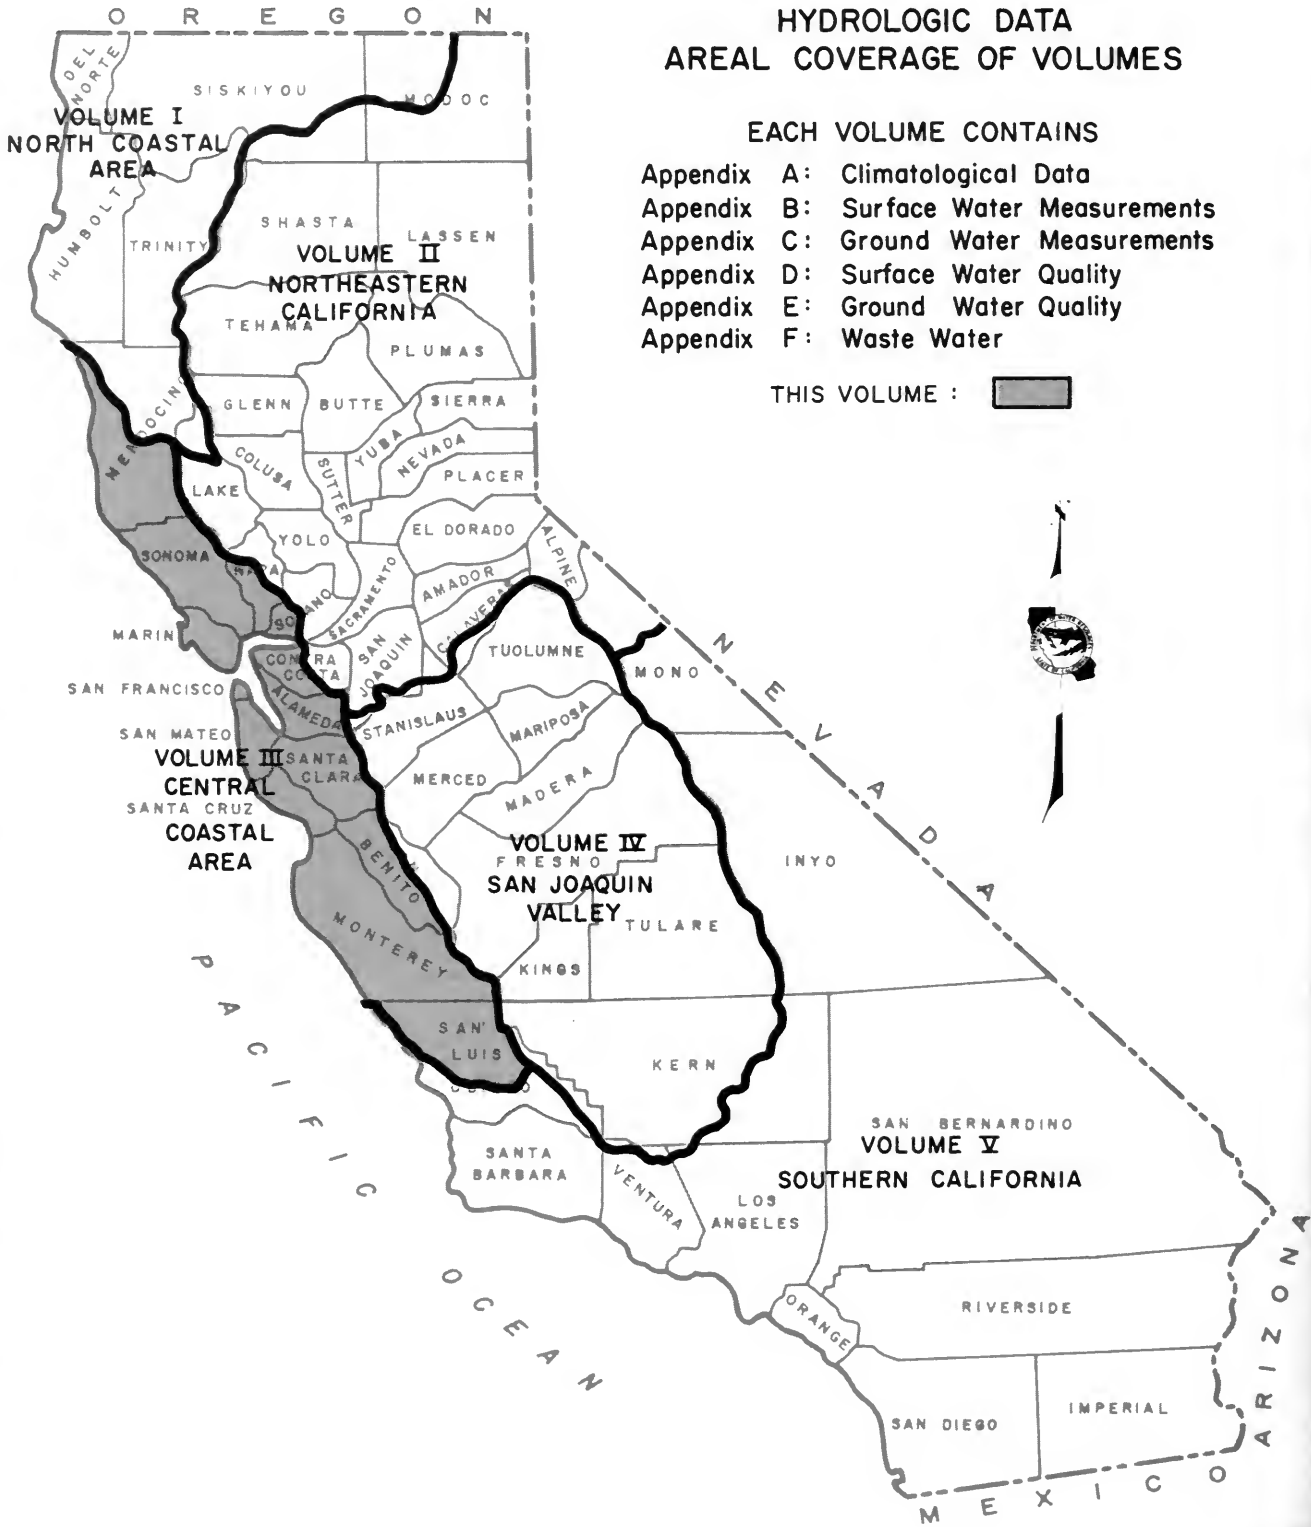 OREGON
HYDROLOGIC DATA
AREAL COVERAGE OF VOLUMES
EACH VOLUME CONTAINS
Appendix A: Climatological Data
Appendix B: Surface Water Measurements
Appendix C: Ground Water Measurements
Appendix D: Surface Water Quality
Appendix E: Ground Water Quality
Appendix F: Waste Water
THIS VOLUME :
DEL
NORTE
SISKIYOU
MODOC
VOLUME I
NORTH COASTAL
AREA
HUMBOLT
TRINITY
SHASTA
LASSEN
VOLUME II
NORTHEASTERN
CALIFORNIA
TEHAMA
PLUMAS
MENDOCINO
GLENN
BUTTE
SIERRA
YUBA
NEVADA
COLUSA
SUTTER
PLACER
LAKE
YOLO
EL DORADO
ALPINE
SONOMA
NAPA
SACRAMENTO
AMADOR
SOLANO
CALAVERAS
MARIN
CONTRA
COSTA
SAN
JOAQUIN
TUOLUMNE
MONO
NEVADA
SAN FRANCISCO
ALAMEDA
STANISLAUS
MARIPOSA
SAN MATEO
VOLUME III
CENTRAL
COASTAL
AREA
SANTA
CLARA
SANTA CRUZ
MERCED
MADERA
VOLUME IV
SAN JOAQUIN
VALLEY
FRESNO
INYO
BENITO
TULARE
MONTEREY
KINGS
SAN
LUIS
KERN
PACIFIC
OCEAN
SAN BERNARDINO
VOLUME V
SOUTHERN CALIFORNIA
SANTA
BARBARA
VENTURA
LOS
ANGELES
ORANGE
RIVERSIDE
ARIZONA
SAN DIEGO
IMPERIAL
MEXICO